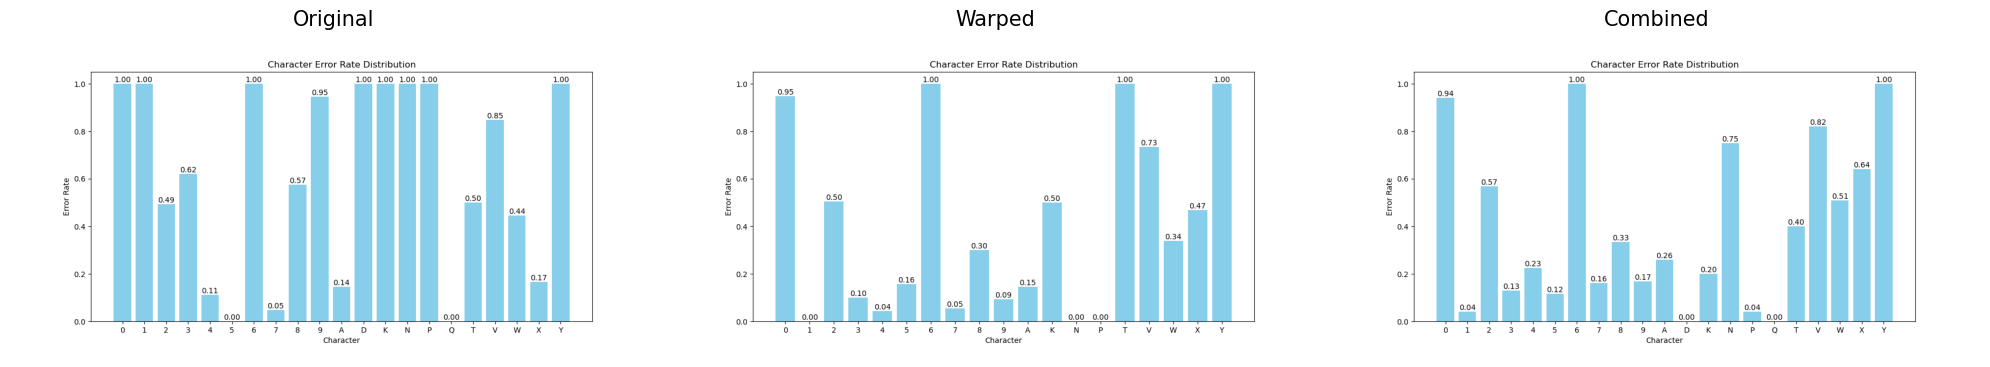 Original
Character Error Rate Distribution
1.00 1.00 0.49 0.62 0.11 0.00 1.00 0.05 0.57 0.95 0.14 1.00 1.00 1.00 1.00 0.00 0.50 0.85 0.44 0.17 1.00
1.0
0.8
0.6
0.4
0.2
0.0
Error Rate
0 1 2 3 4 5 6 7 8 9 A D K N P Q T V W X Y
Character
Warped
Character Error Rate Distribution
0.95 0.00 0.50 0.10 0.04 0.16 1.00 0.05 0.30 0.09 0.15 0.50 0.00 0.00 1.00 0.73 0.34 0.47 1.00
1.0
0.8
0.6
0.4
0.2
0.0
Error Rate
0 1 2 3 4 5 6 7 8 9 A K N P T V W X Y
Character
Combined
Character Error Rate Distribution
0.94 0.04 0.57 0.13 0.23 0.12 1.00 0.16 0.33 0.17 0.26 0.00 0.20 0.75 0.04 0.00 0.40 0.82 0.51 0.64 1.00
1.0
0.8
0.6
0.4
0.2
0.0
Error Rate
0 1 2 3 4 5 6 7 8 9 A D K N P Q T V W X Y
Character